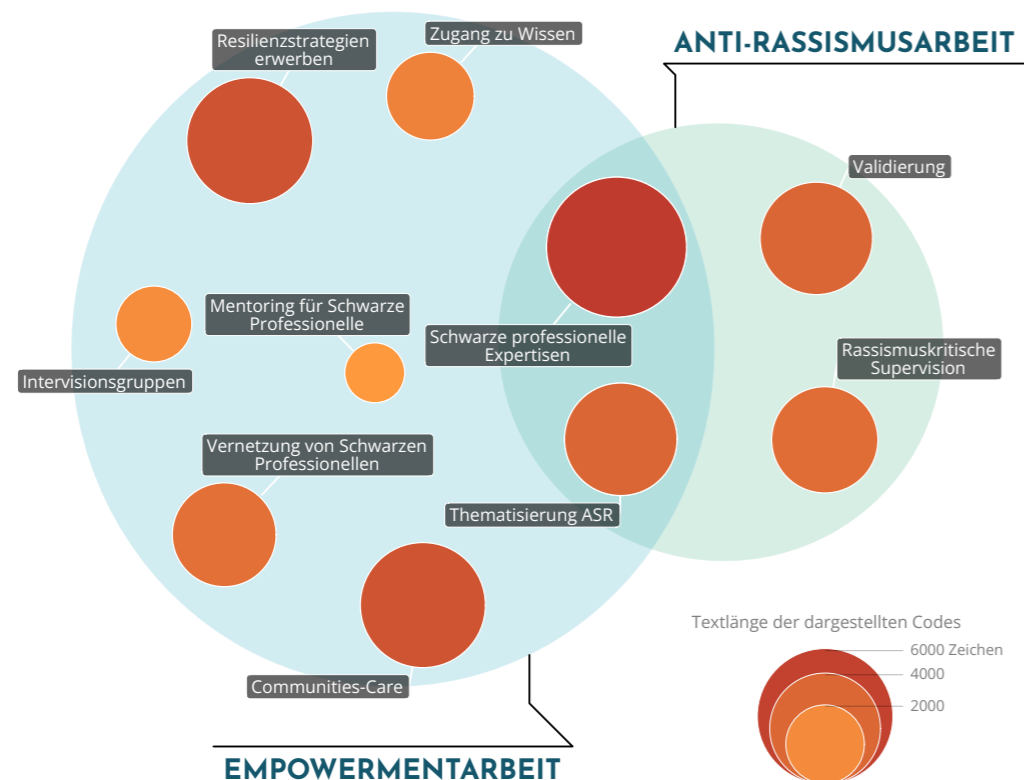 Resilienzstrategien
erwerben
Zugang zu Wissen
ANTI-RASSISMUSARBEIT
Validierung
Mentoring für Schwarze
Professionelle
Schwarze professionelle
Expertisen
Intervisionsgruppen
Rassismuskritische
Supervision
Vernetzung von Schwarzen
Professionellen
Thematisierung ASR
Communities-Care
EMPOWERMENTARBEIT
Textlänge der dargestellten Codes
6000 Zeichen
4000
2000